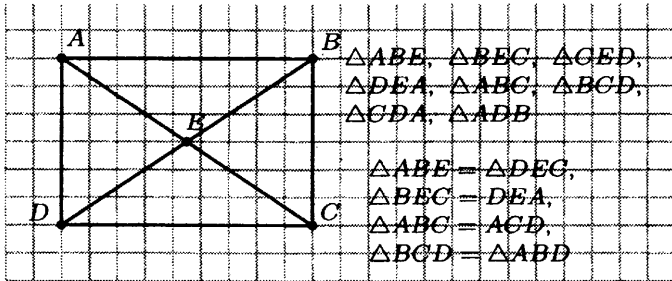 A
B
△ABE, △BEC, △CED,
△DEA, △ABC, △BCD,
△CDA, △ADB
E
△ABE = △DEC,
△BEC = DEA,
D
C
△ABC = ACD,
△BCD = △ABD